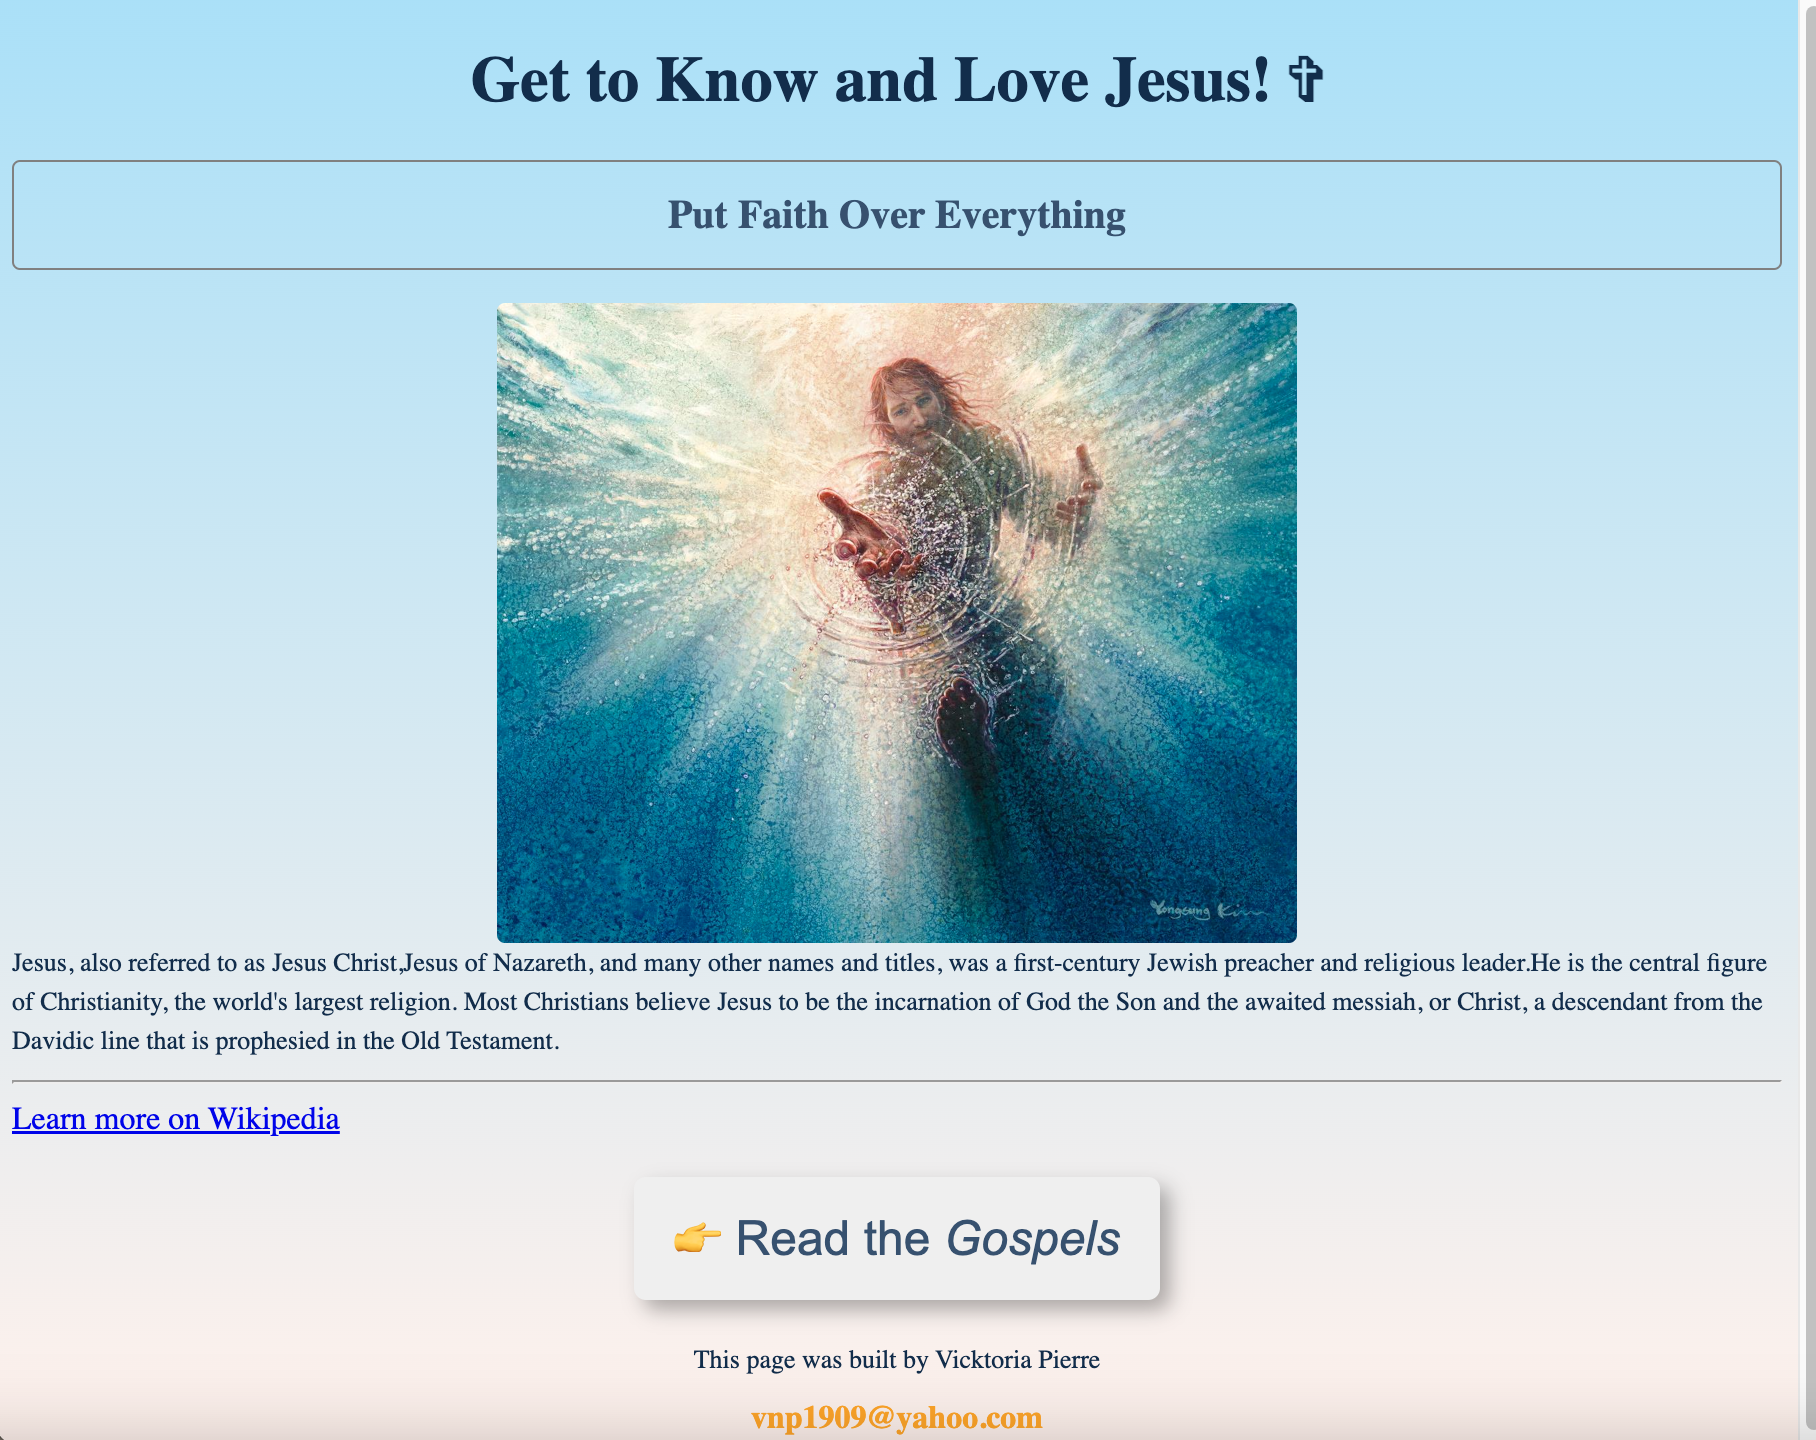 Get to Know and Love Jesus! ✞
Put Faith Over Everything
Yongsung Kim
Jesus, also referred to as Jesus Christ,Jesus of Nazareth, and many other names and titles, was a first-century Jewish preacher and religious leader.He is the central figure
of Christianity, the world's largest religion. Most Christians believe Jesus to be the incarnation of God the Son and the awaited messiah, or Christ, a descendant from the
Davidic line that is prophesied in the Old Testament.
Learn more on Wikipedia
👉 Read the Gospels
This page was built by Vicktoria Pierre
vnp1909@yahoo.com